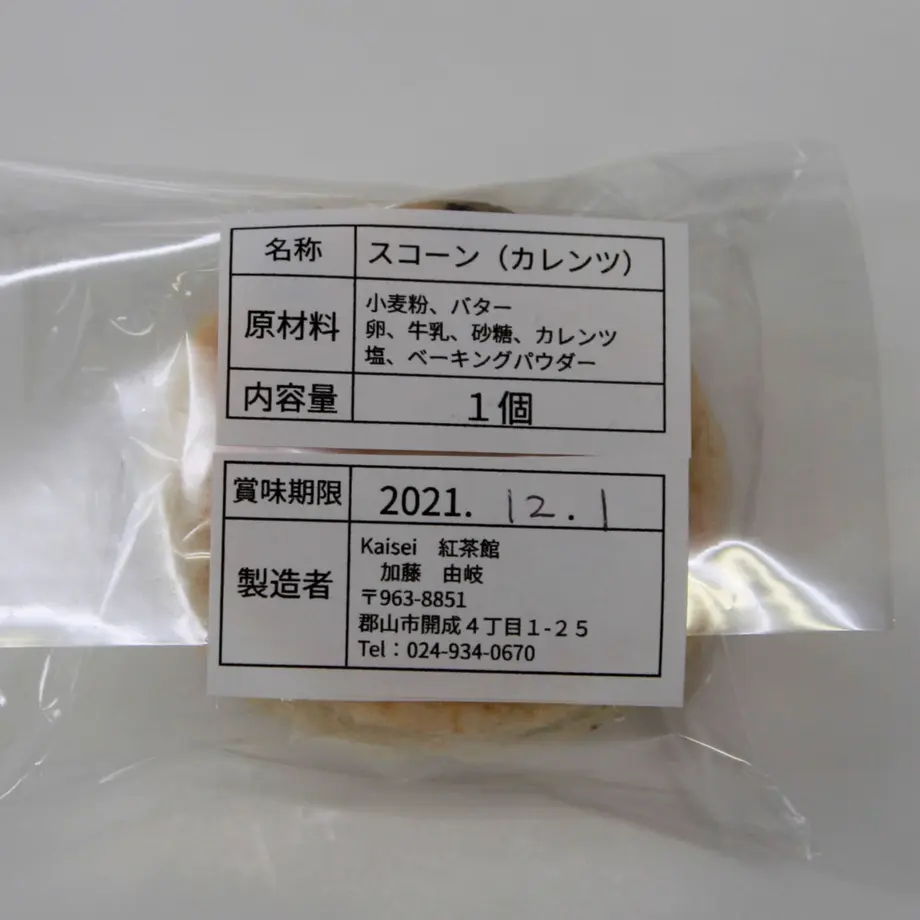 名称 スコーン（カレンツ）
原材料 小麦粉、バター
卵、牛乳、砂糖、カレンツ
塩、ベーキングパウダー
内容量 １個
賞味期限 2021. 12.1
製造者 Kaisei 紅茶館
加藤 由岐
〒963-8851
郡山市開成４丁目１-２５
Tel：024-934-0670